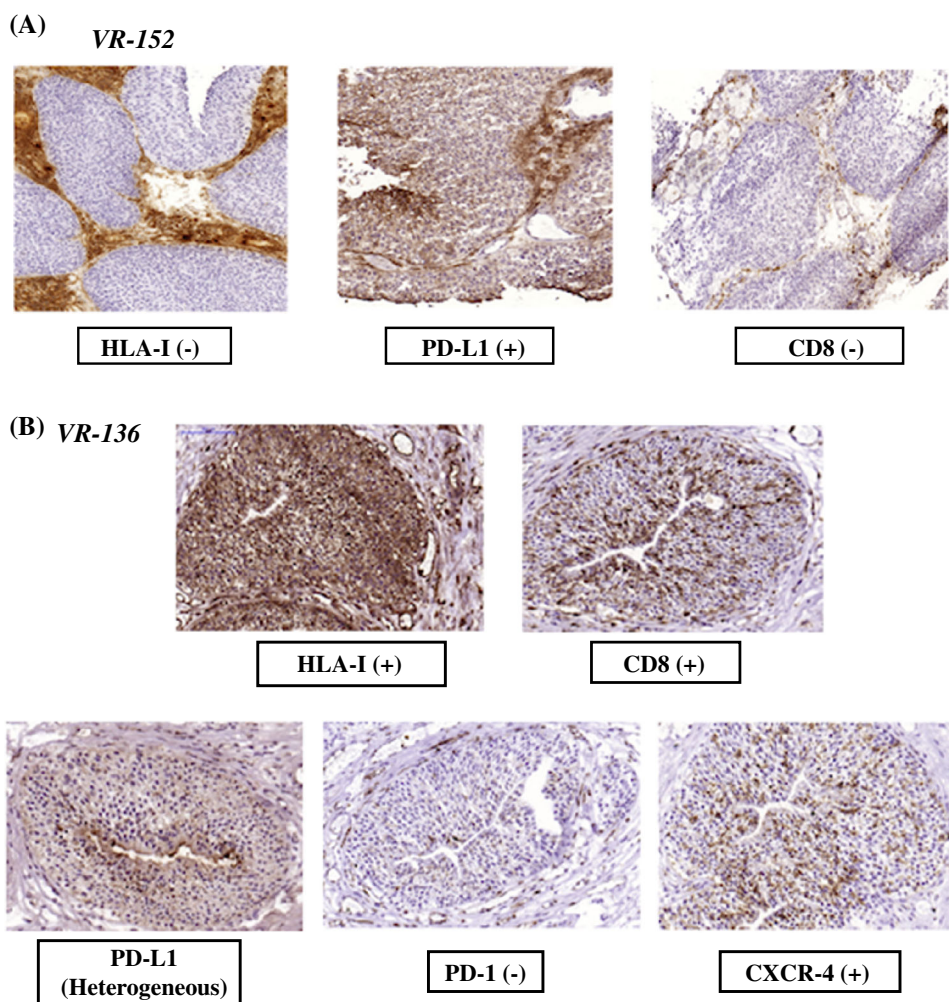 (A)
VR-152
HLA-I (-)
PD-L1 (+)
CD8 (-)
(B) VR-136
HLA-I (+)
CD8 (+)
PD-L1
(Heterogeneous)
PD-1 (-)
CXCR-4 (+)